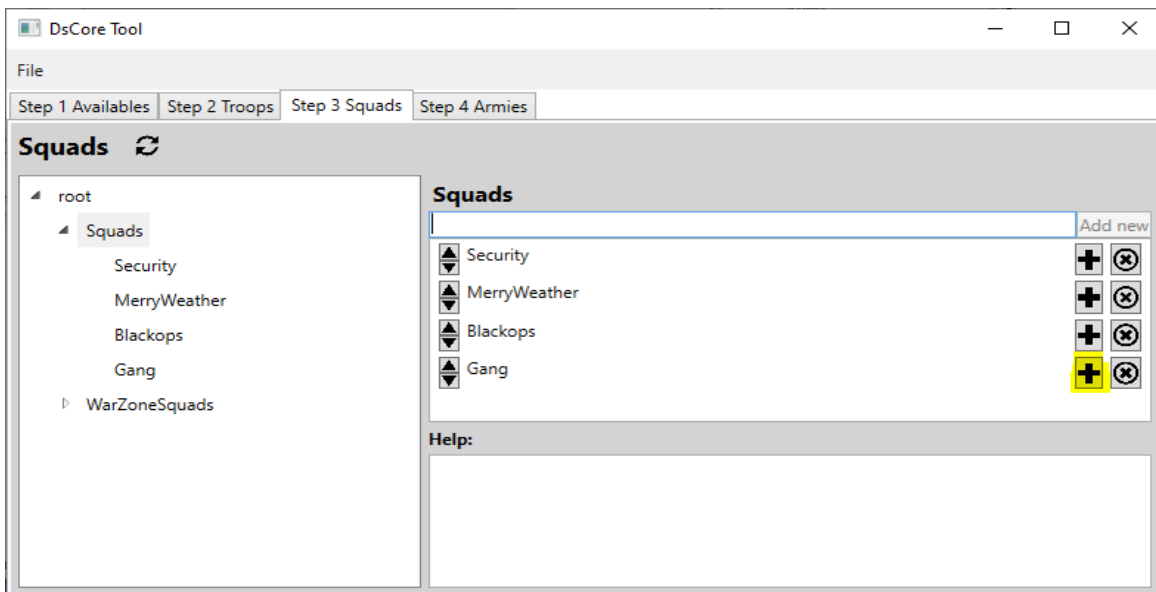 DsCore Tool
File
Step 1 Availables Step 2 Troops Step 3 Squads Step 4 Armies
Squads
root
Squads
Security
MerryWeather
Blackops
Gang
WarZoneSquads
Squads
Add new
Security
MerryWeather
Blackops
Gang
Help: